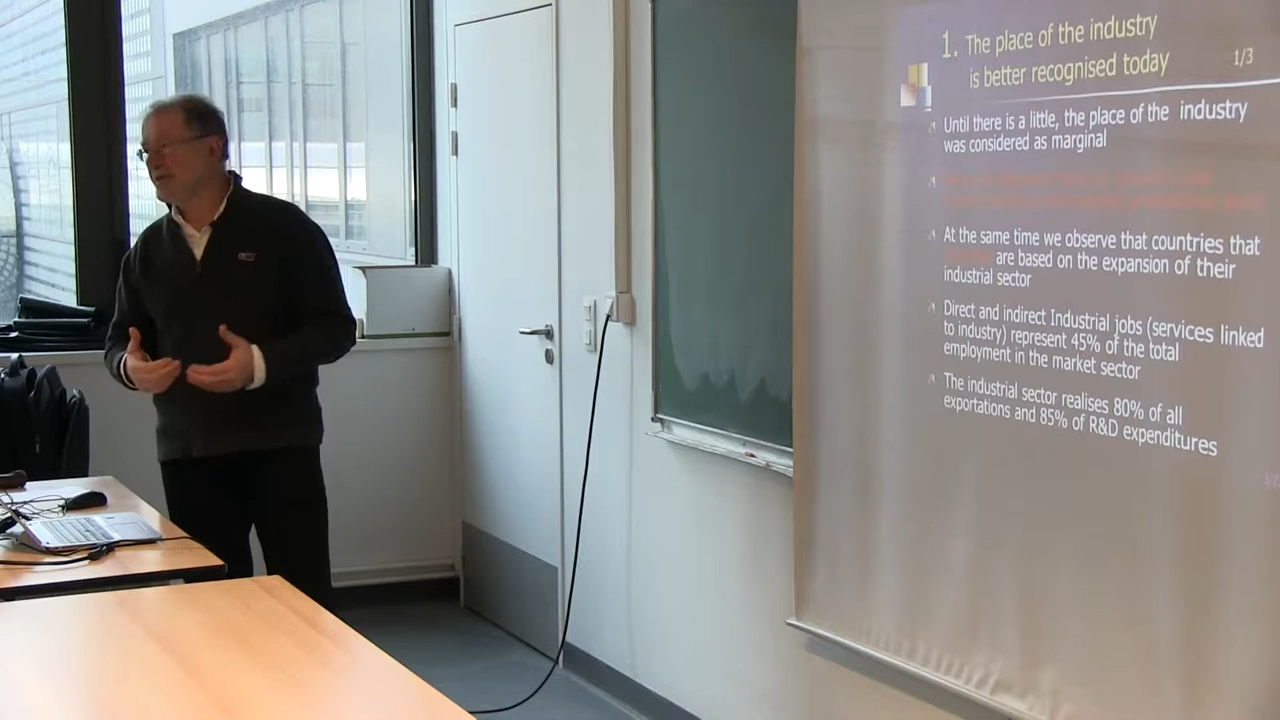 1. The place of the industry
is better recognised today
1/3
Until there is a little, the place of the industry
was considered as marginal
At the same time we observe that countries that
are based on the expansion of their
industrial sector
Direct and indirect Industrial jobs (services linked
to industry) represent 45% of the total
employment in the market sector
The industrial sector realises 80% of all
exportations and 85% of R&D expenditures